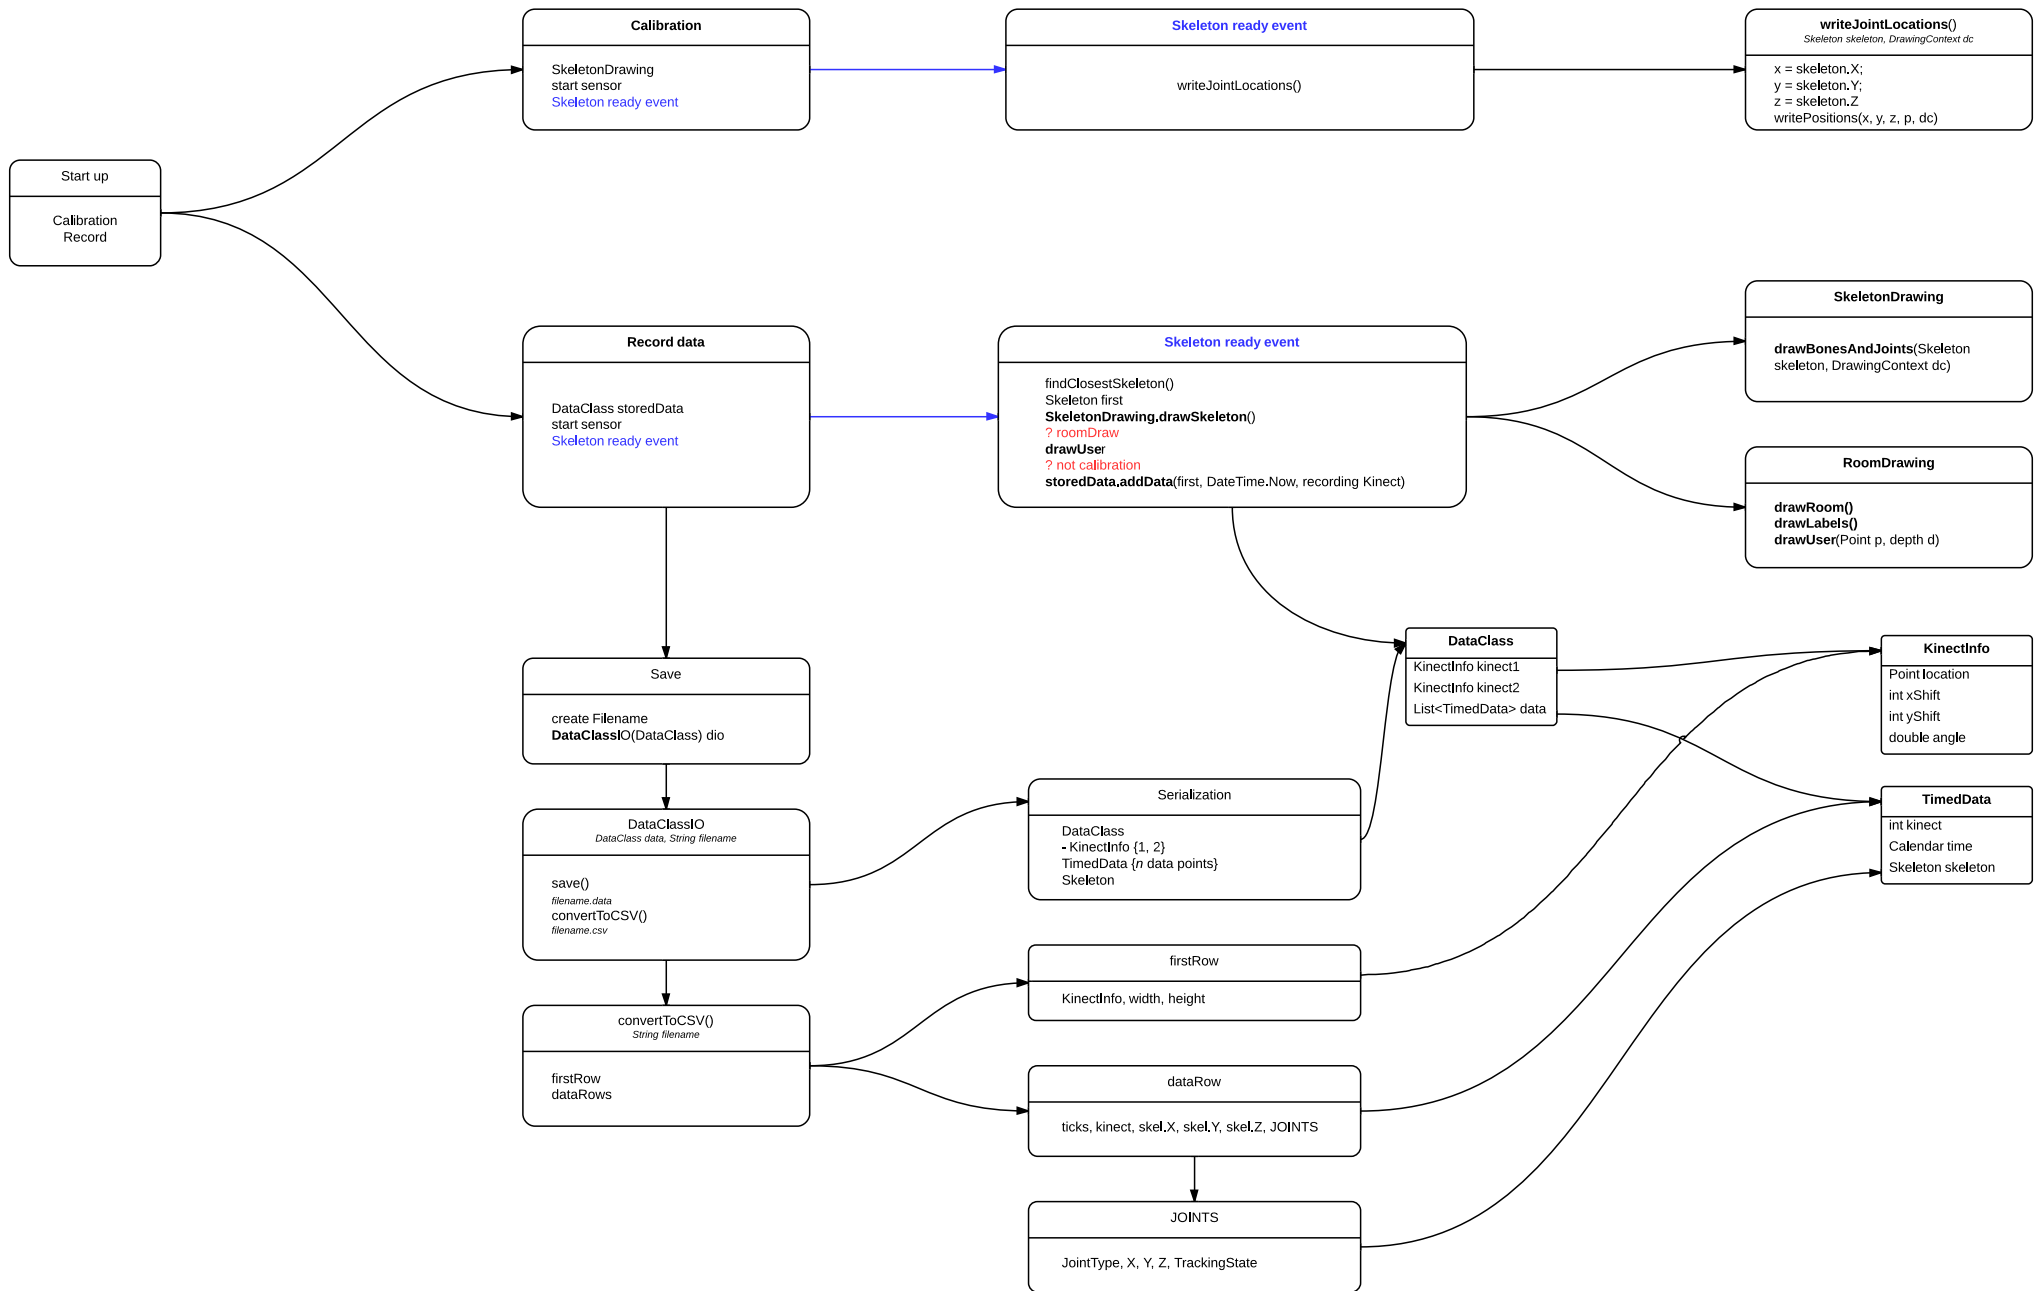 Calibration
SkeletonDrawing
start sensor
Skeleton ready event
Skeleton ready event
writeJointLocations()
writeJointLocations()
Skeleton skeleton, DrawingContext dc
x = skeleton.X;
y = skeleton.Y;
z = skeleton.Z
writePositions(x, y, z, p, dc)
Start up
Calibration
Record
Record data
DataClass storedData
start sensor
Skeleton ready event
Skeleton ready event
findClosestSkeleton()
Skeleton first
SkeletonDrawing.drawSkeleton()
? roomDraw
drawUser
? not calibration
storedData.addData(first, DateTime.Now, recording Kinect)
SkeletonDrawing
drawBonesAndJoints(Skeleton
skeleton, DrawingContext dc)
RoomDrawing
drawRoom()
drawLabels()
drawUser(Point p, depth d)
DataClass
KinectInfo kinect1
KinectInfo kinect2
List<TimedData> data
KinectInfo
Point location
int xShift
int yShift
double angle
Save
create Filename
DataClassIO(DataClass) dio
TimedData
int kinect
Calendar time
Skeleton skeleton
DataClassIO
DataClass data, String filename
save()
filename.data
convertToCSV()
filename.csv
Serialization
DataClass
- KinectInfo {1, 2}
TimedData {n data points}
Skeleton
firstRow
KinectInfo, width, height
convertToCSV()
String filename
firstRow
dataRows
dataRow
ticks, kinect, skel.X, skel.Y, skel.Z, JOINTS
JOINTS
JointType, X, Y, Z, TrackingState